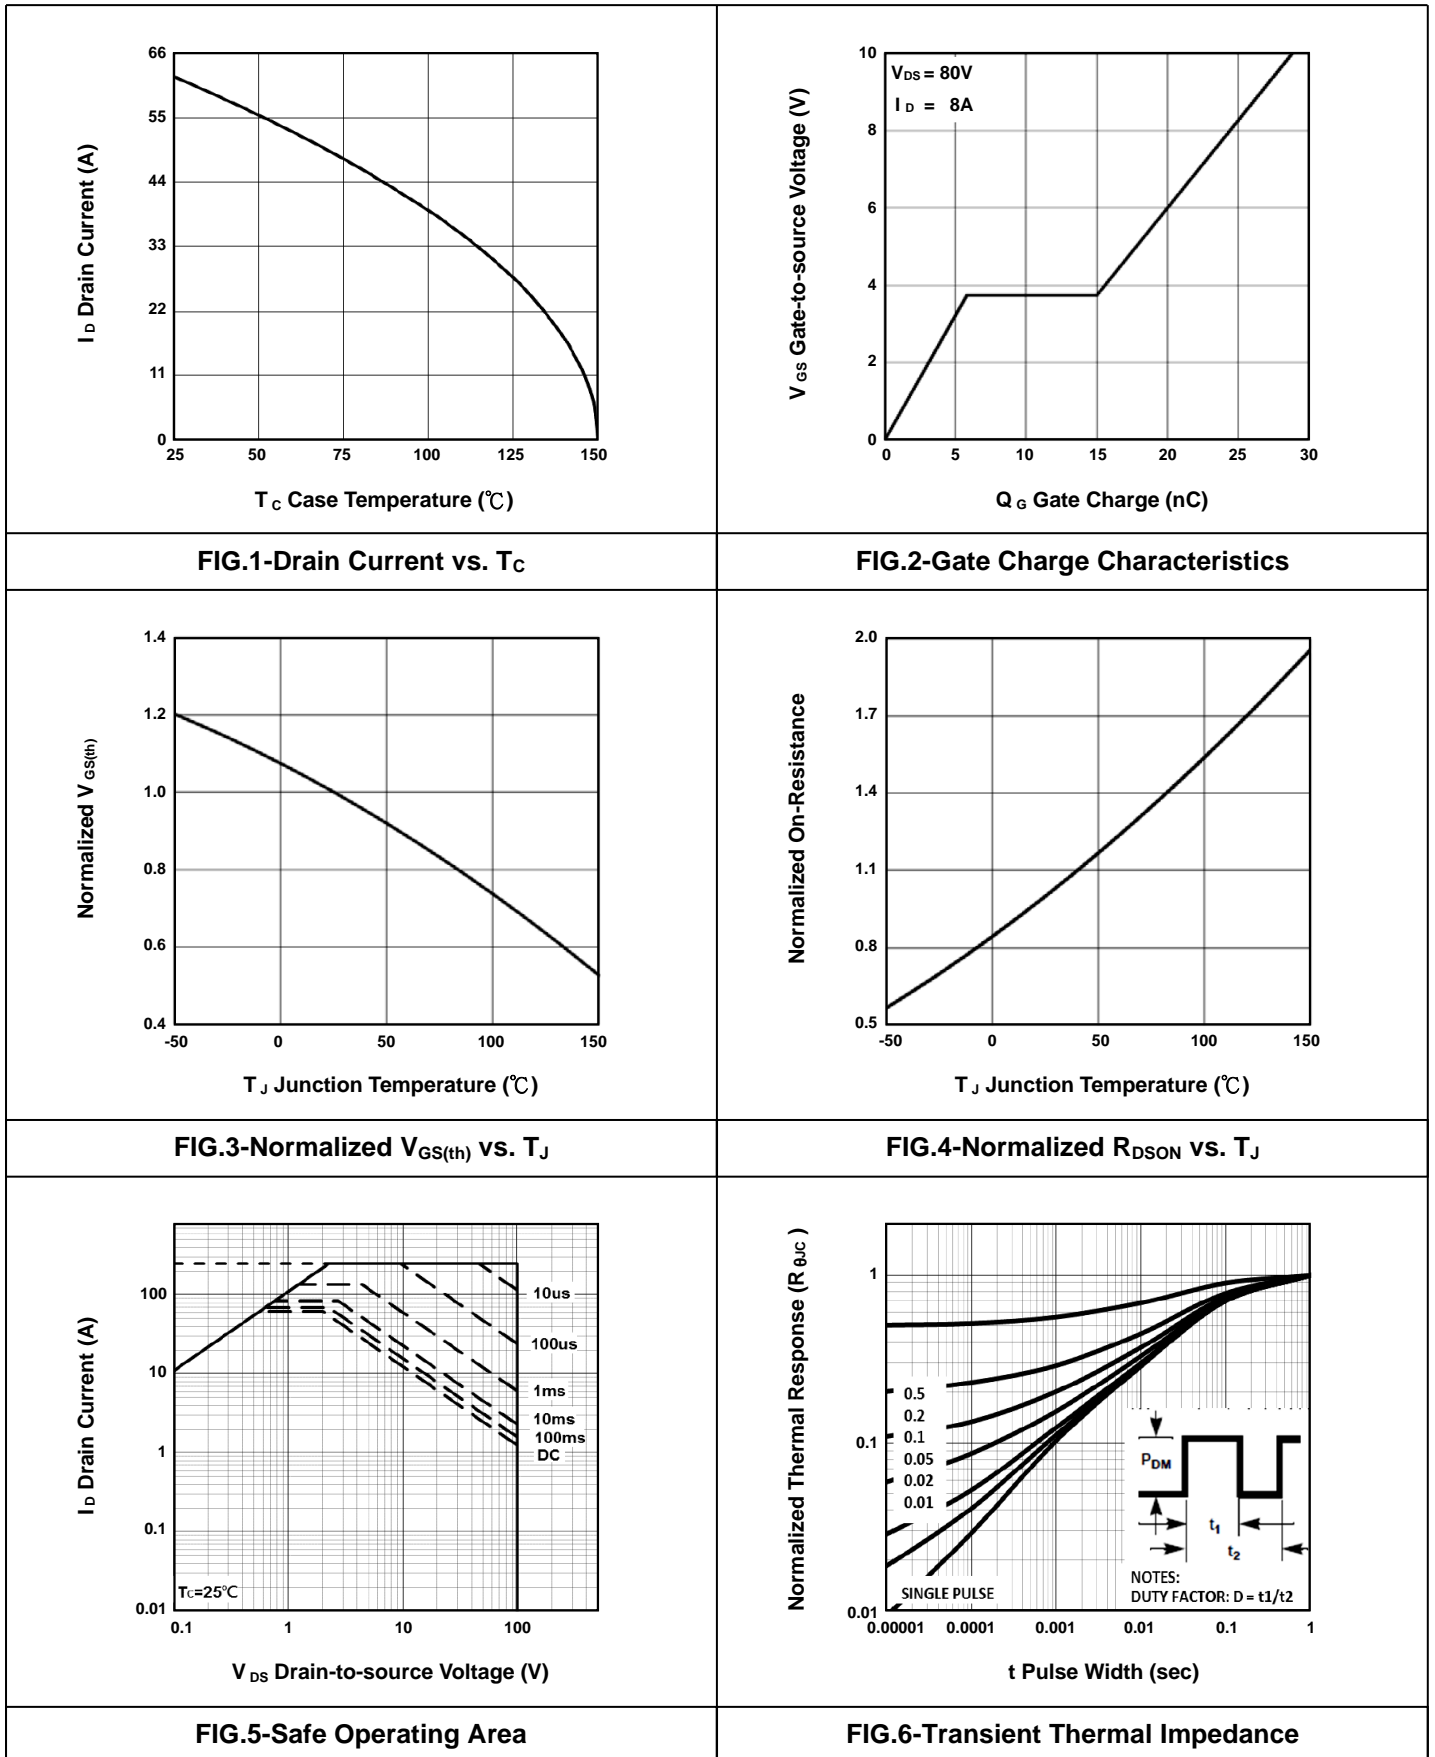 66
55
44
33
22
11
0
25 50 75 100 125 150
I D Drain Current (A)
T C Case Temperature (℃)
10
8
6
4
2
0
0 5 10 15 20 25 30
VDS = 80V
I D = 8A
V GS Gate-to-source Voltage (V)
Q G Gate Charge (nC)
FIG.1-Drain Current vs. TC
FIG.2-Gate Charge Characteristics
1.4
1.2
1.0
0.8
0.6
0.4
-50 0 50 100 150
Normalized V GS(th)
T J Junction Temperature (℃)
2.0
1.7
1.4
1.1
0.8
0.5
-50 0 50 100 150
Normalized On-Resistance
T J Junction Temperature (℃)
FIG.3-Normalized VGS(th) vs. TJ
FIG.4-Normalized RDSON vs. TJ
100
10
1
0.1
0.01
0.1 1 10 100
10us
100us
1ms
10ms
100ms
DC
TC=25℃
I D Drain Current (A)
V DS Drain-to-source Voltage (V)
1
0.1
0.01
0.00001 0.0001 0.001 0.01 0.1 1
0.5
0.2
0.1
0.05
0.02
0.01
SINGLE PULSE
PDM
t1
t2
NOTES:
DUTY FACTOR: D = t1/t2
Normalized Thermal Response (R θJC)
t Pulse Width (sec)
FIG.5-Safe Operating Area
FIG.6-Transient Thermal Impedance